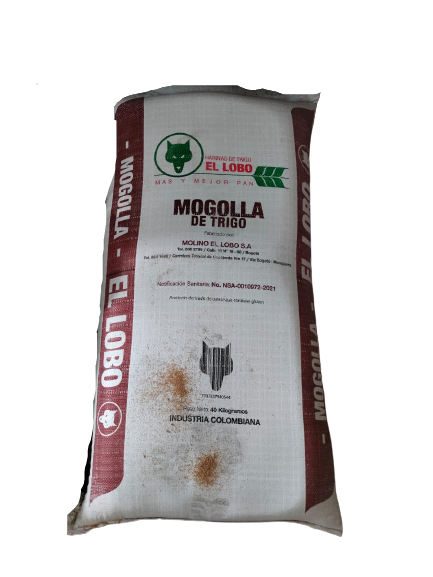 HARINAS DE TRIGO
EL LOBO
MAS Y MEJOR PAN
MOGOLLA
DE TRIGO
MOLINO EL LOBO S.A
Notificación Sanitaria No. NSA-0010072-2021
Peso Neto 40 Kilogramos
INDUSTRIA COLOMBIANA
- MOGOLLA - EL LOBO
- MOGOLLA - EL LOBO